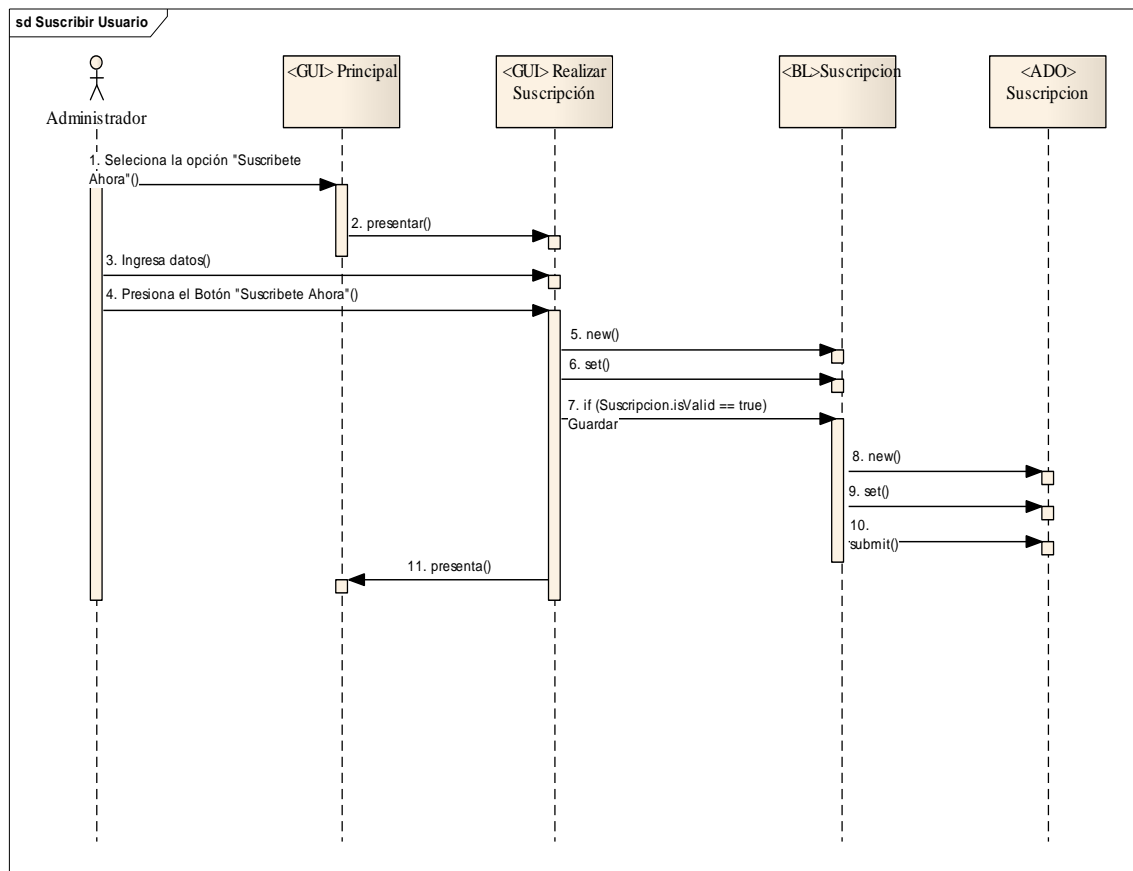 sd Suscribir Usuario
Administrador
<GUI> Principal
<GUI> Realizar
Suscripción
<BL>Suscripcion
<ADO>
Suscripcion
1. Seleciona la opción "Suscribete
Ahora"()
2. presentar()
3. Ingresa datos()
4. Presiona el Botón "Suscribete Ahora"()
5. new()
6. set()
7. if (Suscripcion.isValid == true)
Guardar
8. new()
9. set()
10.
submit()
11. presenta()